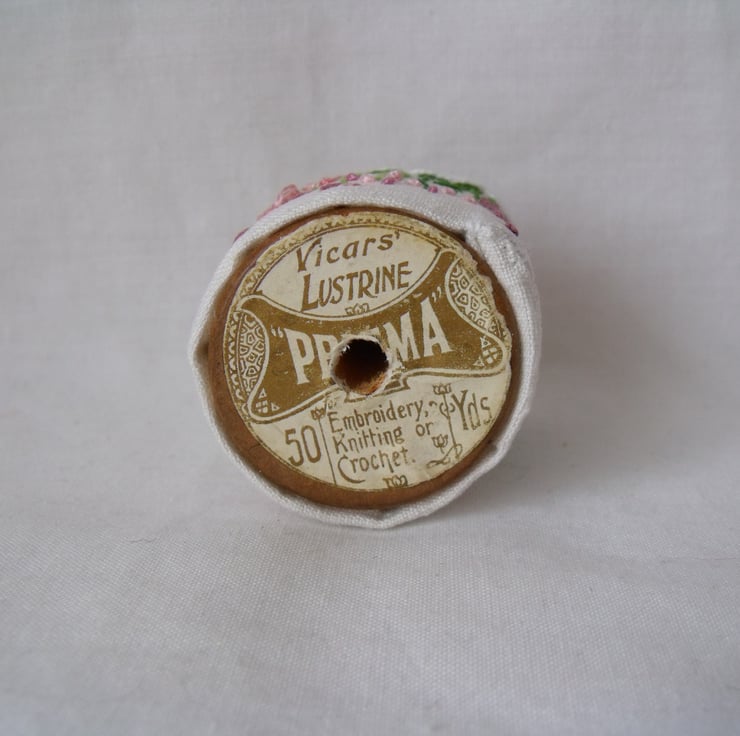 Vicars'
LUSTRINE
50
Embroidery,
Knitting or
Crochet.
Yds